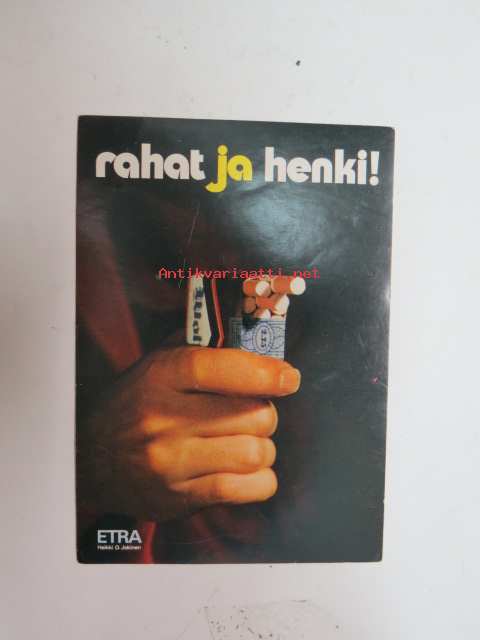 rahat ja henki!
Antikvariaatti.net
ETRA
Heikki O. Jokinen